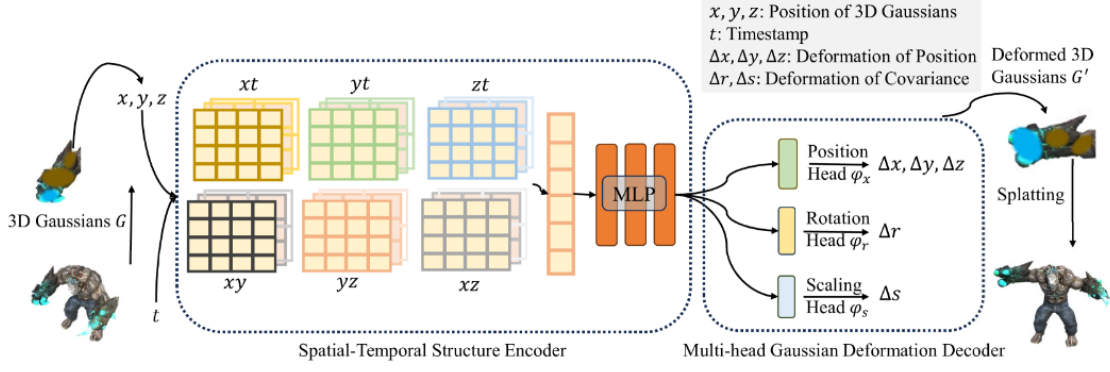 x, y, z: Position of 3D Gaussians
t: Timestamp
Δx, Δy, Δz: Deformation of Position
Δr, Δs: Deformation of Covariance
x, y, z
3D Gaussians G
t
xt
yt
zt
xy
yz
xz
MLP
Spatial-Temporal Structure Encoder
Position
Head φₓ
Δx, Δy, Δz
Rotation
Head φᵣ
Δr
Scaling
Head φₛ
Δs
Multi-head Gaussian Deformation Decoder
Deformed 3D
Gaussians G′
Splatting